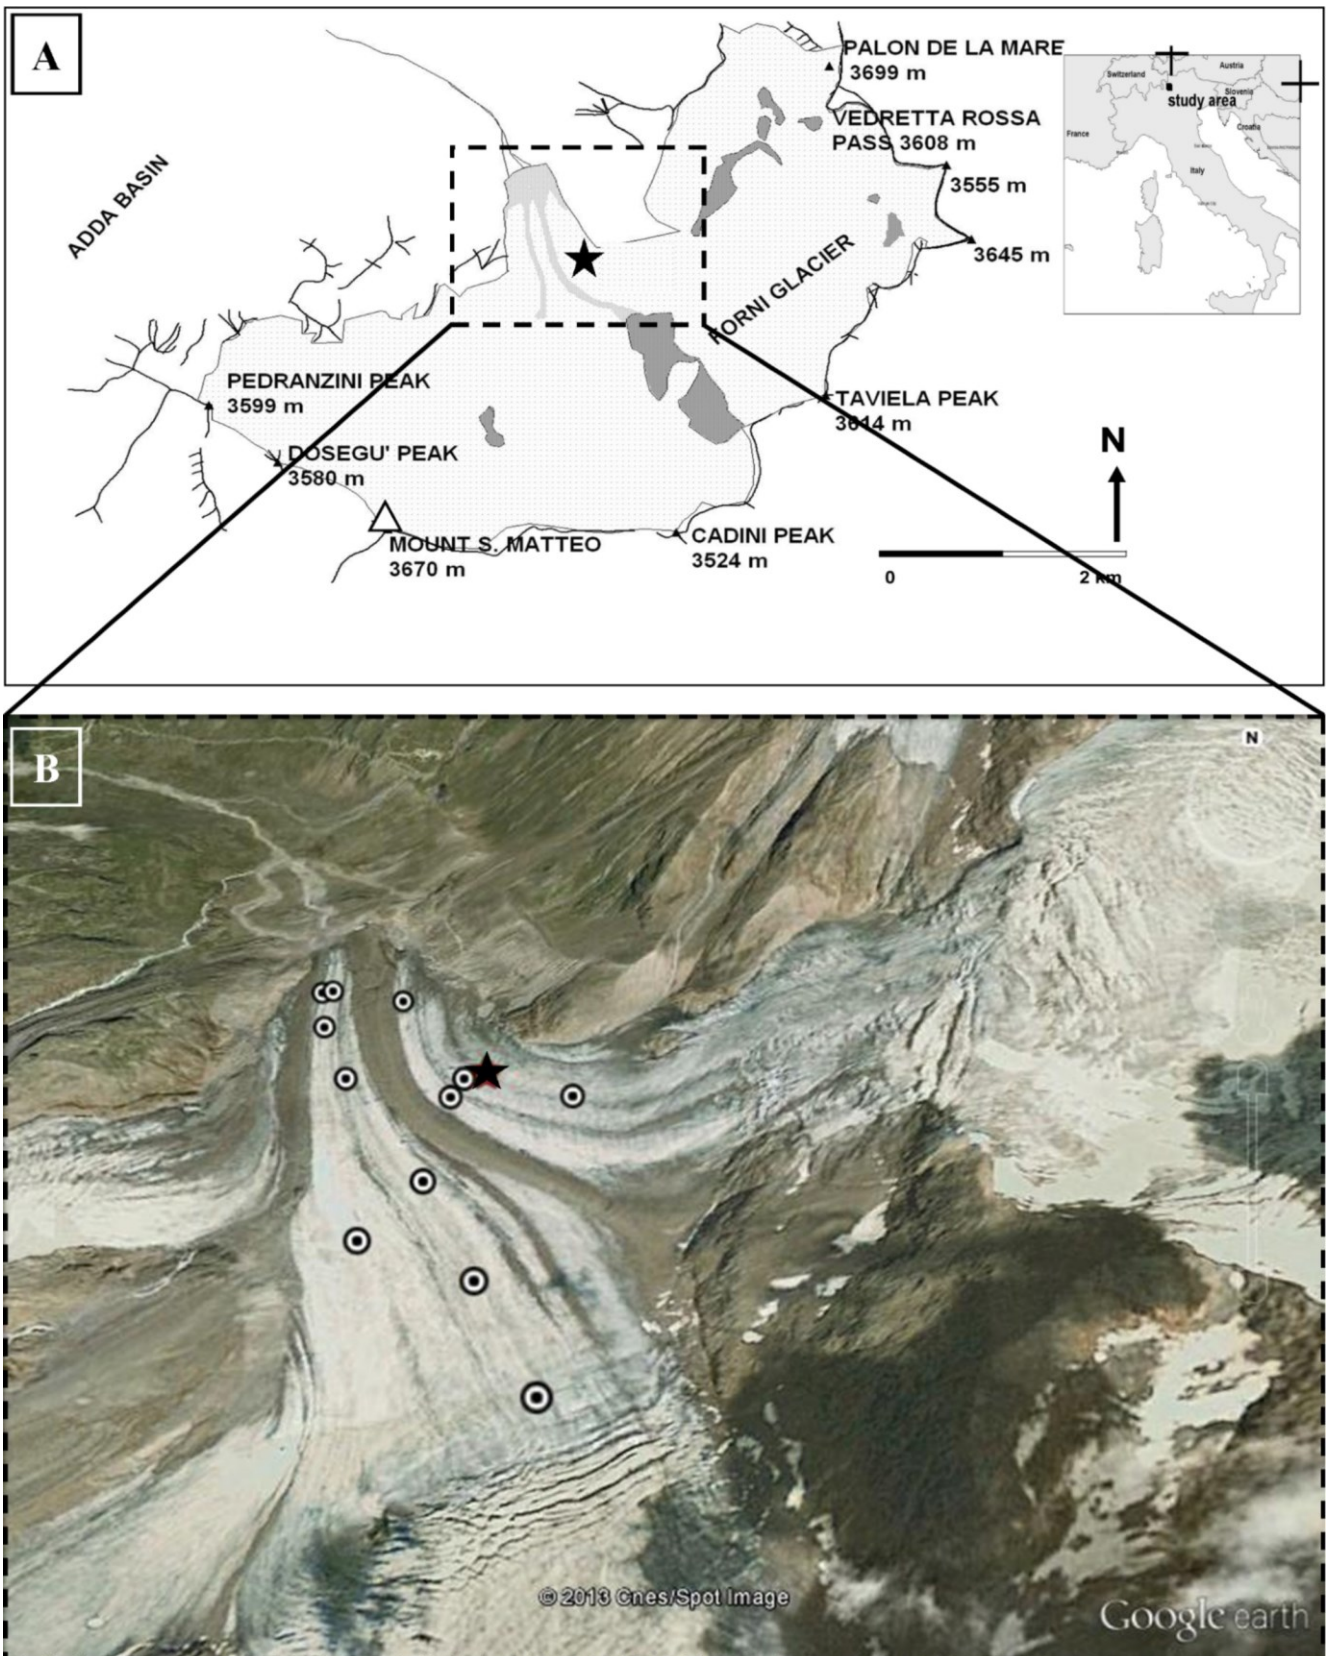 A
PALON DE LA MARE
3699 m
VEDRETTA ROSSA
PASS 3608 m
3555 m
3645 m
ADDA BASIN
FORNI GLACIER
Switzerland
Austria
study area
Slovenia
Croatia
France
Italy
PEDRANZINI PEAK
3599 m
DOSEGU' PEAK
3580 m
MOUNT S. MATTEO
3670 m
CADINI PEAK
3524 m
TAVIELA PEAK
3614 m
N
0
2 km
B
N
© 2013 Cnes/Spot Image
Google earth